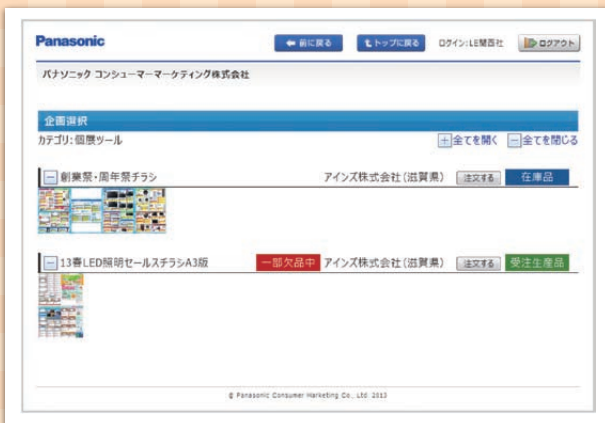 Panasonic
前に戻る トップに戻る ログイン:LE関西社 ログアウト
パナソニック コンシューマーマーケティング株式会社
企画選択
カテゴリ:個展ツール 全てを開く 全てを閉じる
創業祭・周年祭チラシ アインズ株式会社(滋賀県) 注文する 在庫品
13春LED照明セールスチラシA3版 一部欠品中 アインズ株式会社(滋賀県) 注文する 受注生産品
© Panasonic Consumer Marketing Co., Ltd. 2013